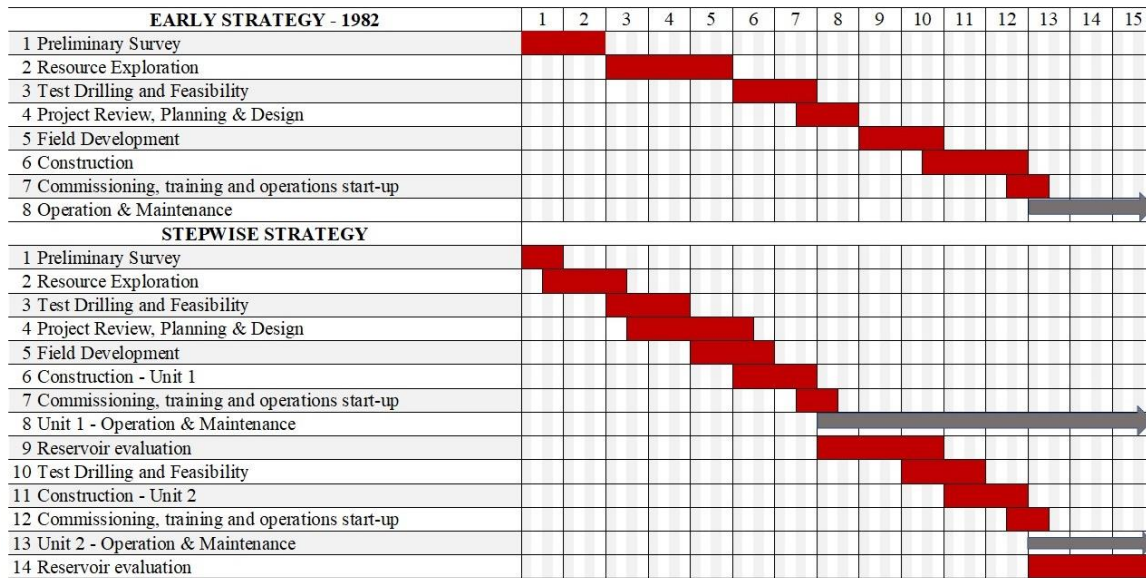 EARLY STRATEGY - 1982 1 2 3 4 5 6 7 8 9 10 11 12 13 14 15
1 Preliminary Survey
2 Resource Exploration
3 Test Drilling and Feasibility
4 Project Review, Planning & Design
5 Field Development
6 Construction
7 Commissioning, training and operations start-up
8 Operation & Maintenance
STEPWISE STRATEGY
1 Preliminary Survey
2 Resource Exploration
3 Test Drilling and Feasibility
4 Project Review, Planning & Design
5 Field Development
6 Construction - Unit 1
7 Commissioning, training and operations start-up
8 Unit 1 - Operation & Maintenance
9 Reservoir evaluation
10 Test Drilling and Feasibility
11 Construction - Unit 2
12 Commissioning, training and operations start-up
13 Unit 2 - Operation & Maintenance
14 Reservoir evaluation